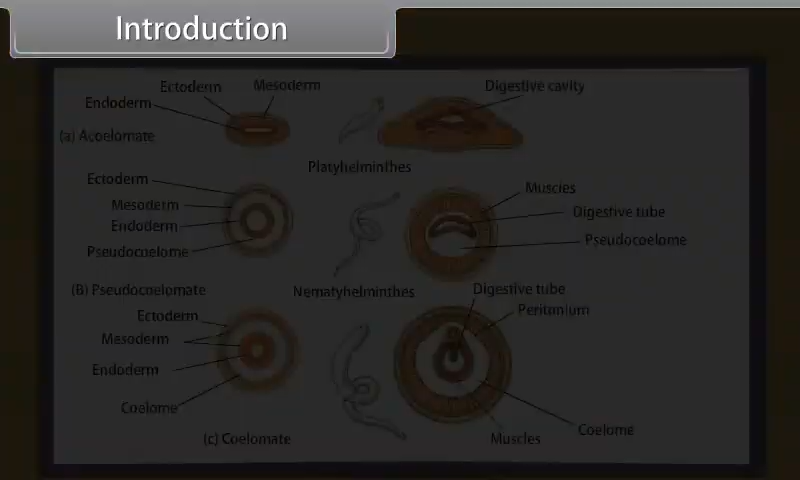 Introduction
Ectoderm
Mesoderm
Endoderm
(a) Acoelomate
Digestive cavity
Platyhelminthes
Ectoderm
Mesoderm
Endoderm
Pseudocoelome
(B) Pseudocoelomate
Muscles
Digestive tube
Pseudocoelome
Nematyhelminthes
Ectoderm
Mesoderm
Endoderm
Coelome
(c) Coelomate
Digestive tube
Peritonium
Coelome
Muscles